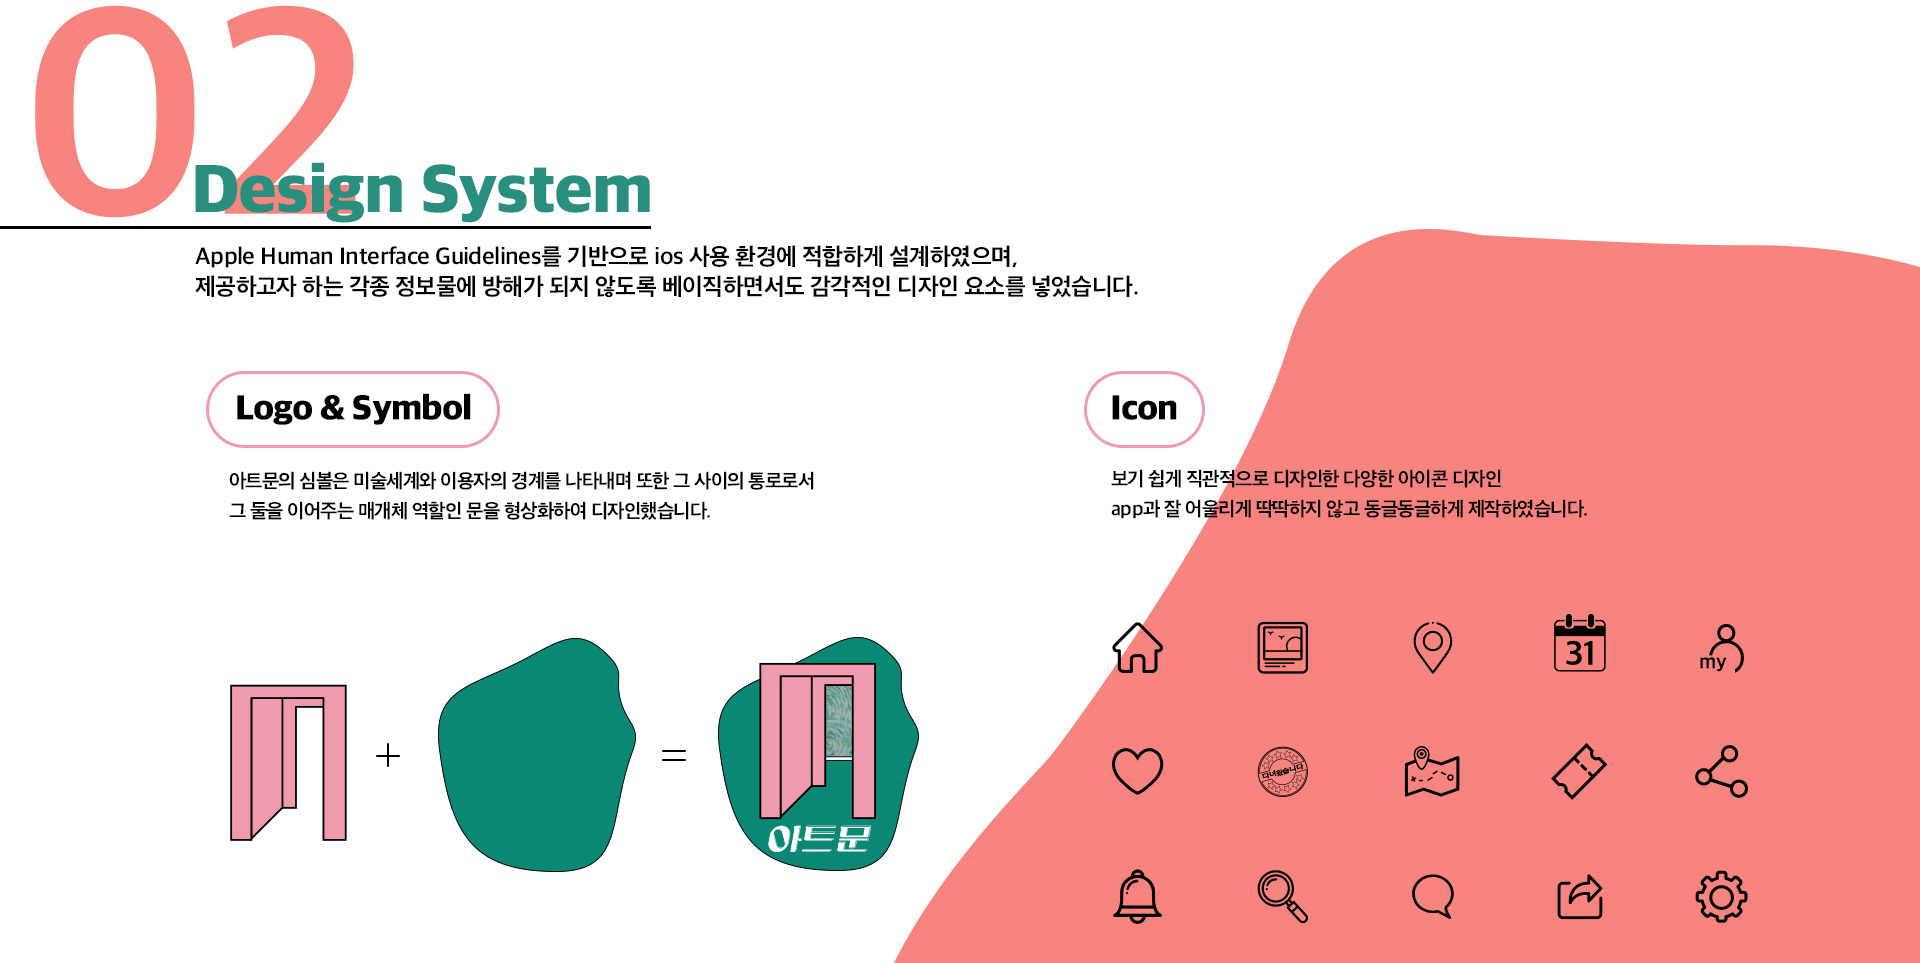 02
Design System
Apple Human Interface Guidelines를 기반으로 ios 사용 환경에 적합하게 설계하였으며,
제공하고자 하는 각종 정보물에 방해가 되지 않도록 베이직하면서도 감각적인 디자인 요소를 넣었습니다.
Logo & Symbol
아트문의 심볼은 미술세계와 이용자의 경계를 나타내며 또한 그 사이의 통로로서
그 둘을 이어주는 매개체 역할인 문을 형상화하여 디자인했습니다.
+
=
아트문
Icon
보기 쉽게 직관적으로 디자인한 다양한 아이콘 디자인
app과 잘 어울리게 딱딱하지 않고 동글동글하게 제작하였습니다.
31
my
다녀왔습니다